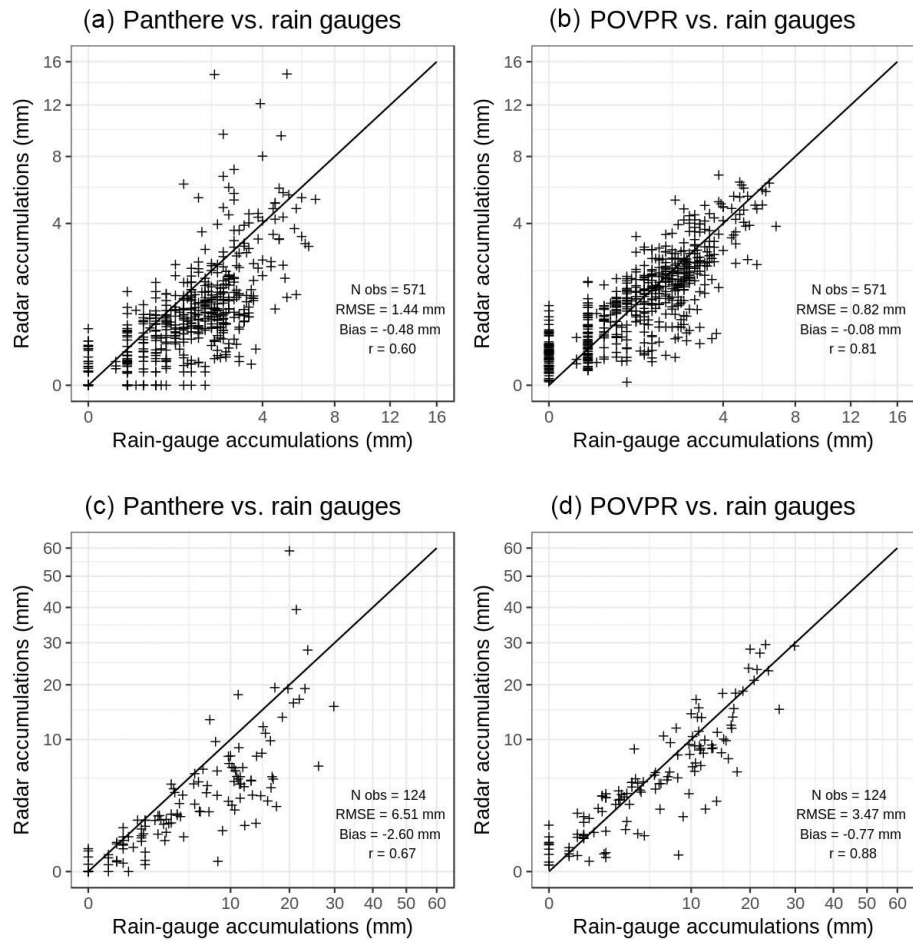 (a) Panthere vs. rain gauges
16
12
8
4
0
Radar accumulations (mm)
N obs = 571
RMSE = 1.44 mm
Bias = -0.48 mm
r = 0.60
0 4 8 12 16
Rain-gauge accumulations (mm)
(b) POVPR vs. rain gauges
16
12
8
4
0
Radar accumulations (mm)
N obs = 571
RMSE = 0.82 mm
Bias = -0.08 mm
r = 0.81
0 4 8 12 16
Rain-gauge accumulations (mm)
(c) Panthere vs. rain gauges
60
50
40
30
20
10
0
Radar accumulations (mm)
N obs = 124
RMSE = 6.51 mm
Bias = -2.60 mm
r = 0.67
0 10 20 30 40 50 60
Rain-gauge accumulations (mm)
(d) POVPR vs. rain gauges
60
50
40
30
20
10
0
Radar accumulations (mm)
N obs = 124
RMSE = 3.47 mm
Bias = -0.77 mm
r = 0.88
0 10 20 30 40 50 60
Rain-gauge accumulations (mm)